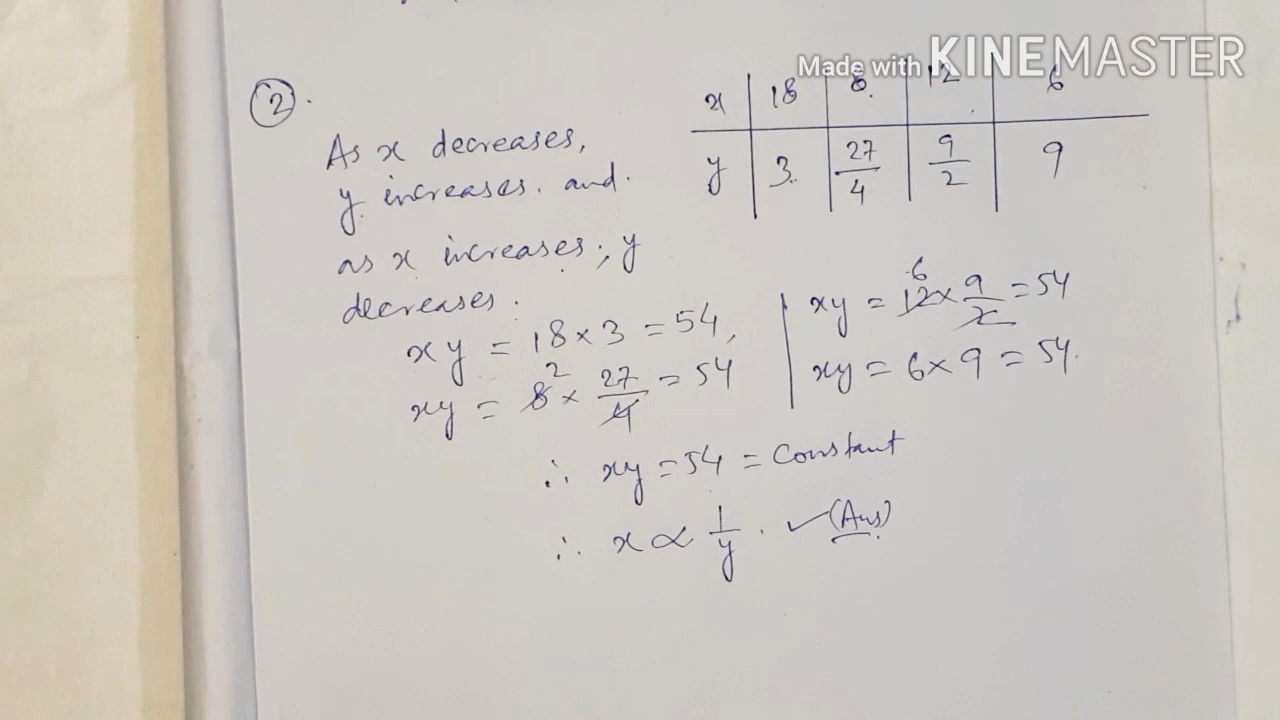 Made with KINEMASTER
2.
x 18 8. 12 6
y 3. 27/4 9/2 9
As x decreases,
y increases. and.
as x increases; y
decreases.
xy = 18 × 3 = 54,
xy = 8 2 × 27/4 = 54
xy = 12 6 × 9/2 = 54
xy = 6 × 9 = 54.
∴ xy = 54 = Constant
∴ x ∝ 1/y. ✓ (Ans)